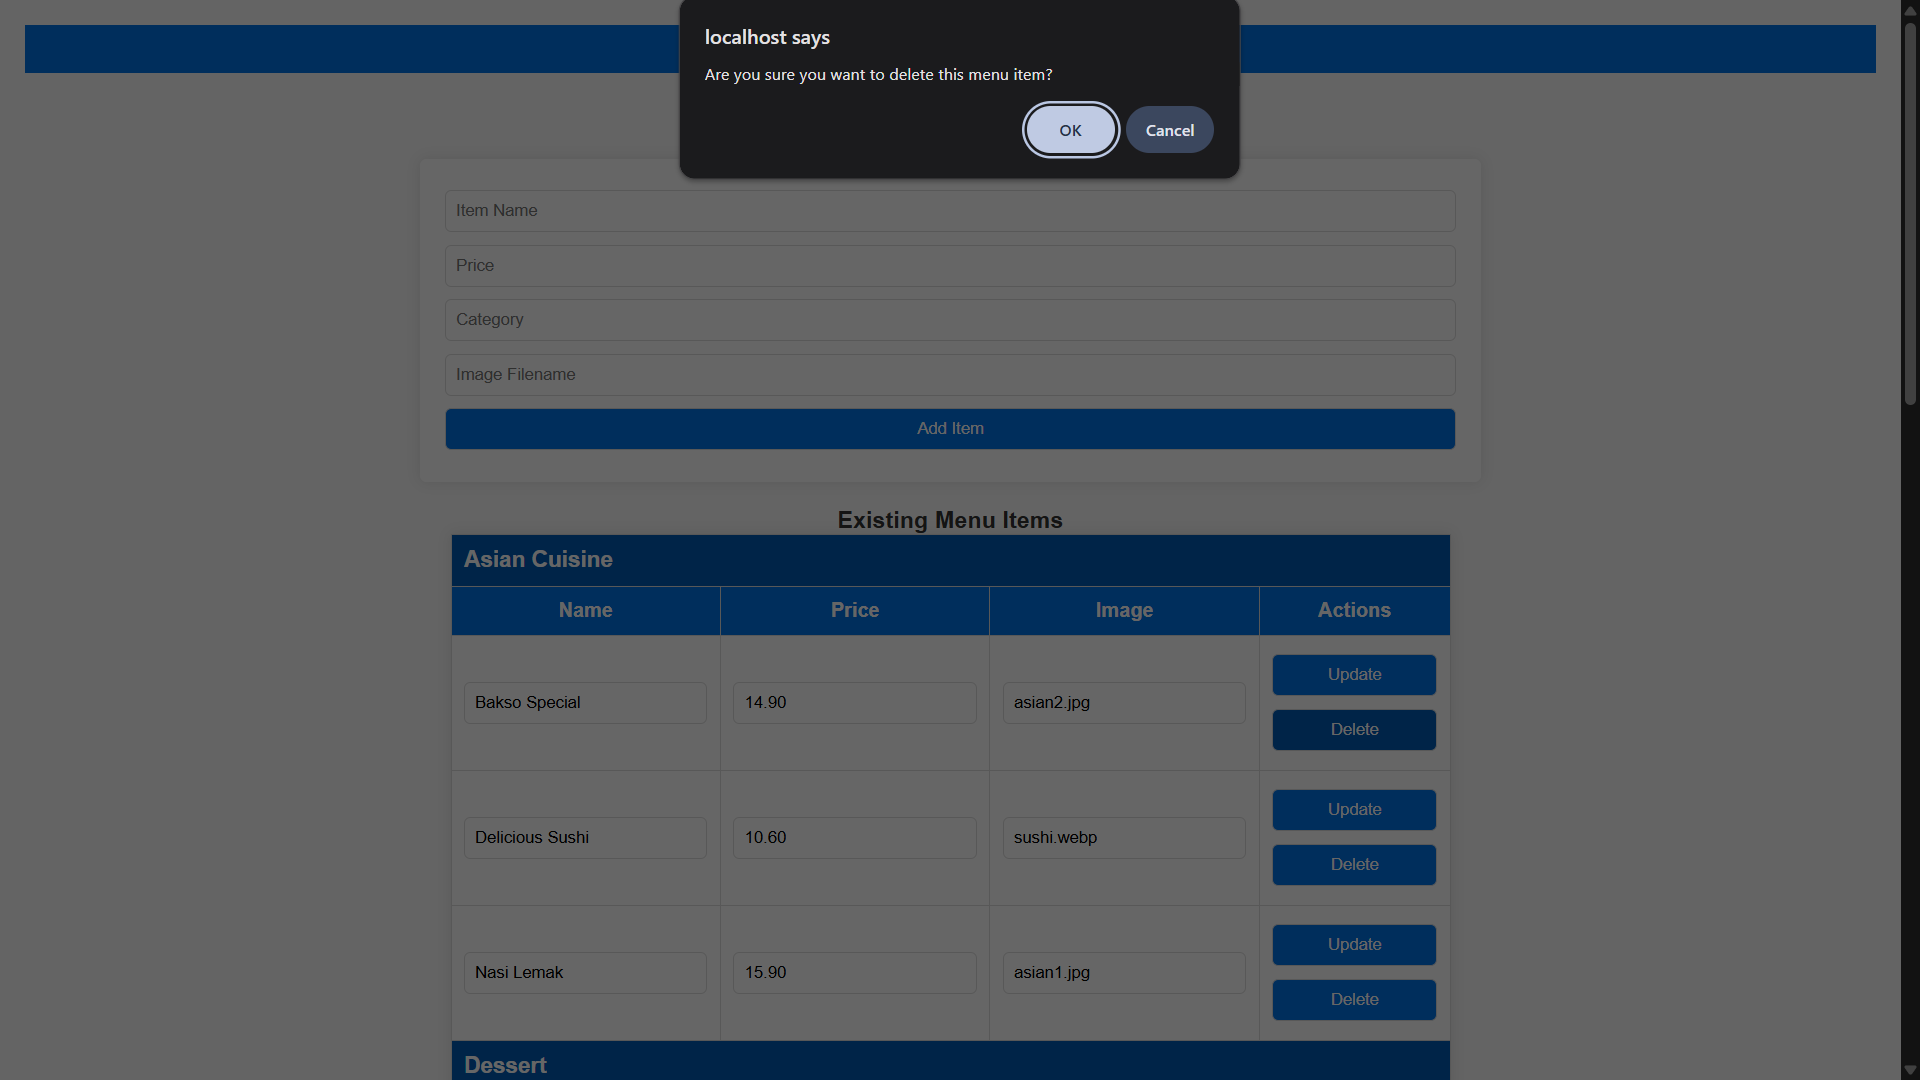 localhost says
Are you sure you want to delete this menu item?
OK Cancel
Item Name
Price
Category
Image Filename
Add Item
Existing Menu Items
Asian Cuisine
Name Price Image Actions
Bakso Special 14.90 asian2.jpg Update
Delete
Delicious Sushi 10.60 sushi.webp Update
Delete
Nasi Lemak 15.90 asian1.jpg Update
Delete
Dessert